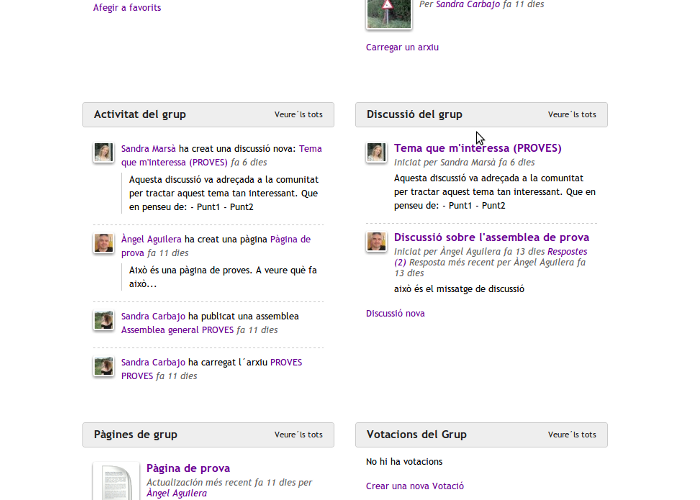 Afegir a favorits
Per Sandra Carbajo fa 11 dies
Carregar un arxiu
Activitat del grup
Veure´ls tots
Sandra Marsà ha creat una discussió nova: Tema
que m'interessa (PROVES) fa 6 dies
Aquesta discussió va adreçada a la comunitat
per tractar aquest tema tan interessant. Que
en penseu de: - Punt1 - Punt2
Àngel Aguilera ha creat una pàgina Pàgina de
prova fa 11 dies
Això és una pàgina de proves. A veure què fa
això...
Sandra Carbajo ha publicat una assemblea
Assemblea general PROVES fa 11 dies
Sandra Carbajo ha carregat l´arxiu PROVES
PROVES fa 11 dies
Discussió del grup
Veure´ls tots
Tema que m'interessa (PROVES)
Iniciat per Sandra Marsà fa 6 dies
Aquesta discussió va adreçada a la comunitat
per tractar aquest tema tan interessant. Que
en penseu de: - Punt1 - Punt2
Discussió sobre l'assemblea de prova
Iniciat per Àngel Aguilera fa 13 dies Respostes
(2) Resposta més recent per Àngel Aguilera fa
13 dies
això és el missatge de discussió
Discussió nova
Pàgines de grup
Veure´ls tots
Pàgina de prova
Actualización més recent fa 11 dies per
Àngel Aguilera
Votacions del Grup
Veure´ls tots
No hi ha votacions
Crear una nova Votació